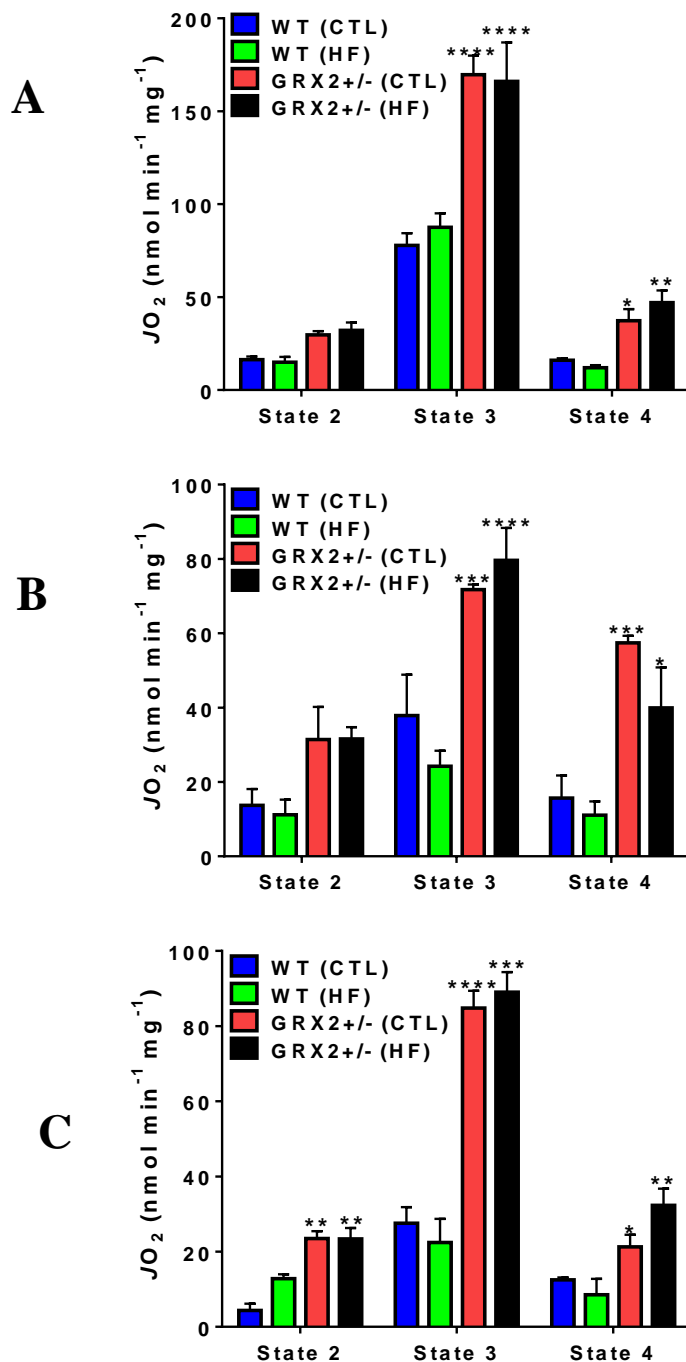 A
JO₂ (nmol min⁻¹ mg⁻¹)
200
150
100
50
0
WT (CTL)
WT (HF)
GRX2+/- (CTL)
GRX2+/- (HF)
****
****
*
**
State 2 State 3 State 4
B
JO₂ (nmol min⁻¹ mg⁻¹)
100
80
60
40
20
0
WT (CTL)
WT (HF)
GRX2+/- (CTL)
GRX2+/- (HF)
****
***
***
*
State 2 State 3 State 4
C
JO₂ (nmol min⁻¹ mg⁻¹)
100
80
60
40
20
0
WT (CTL)
WT (HF)
GRX2+/- (CTL)
GRX2+/- (HF)
***
****
** **
*
**
State 2 State 3 State 4